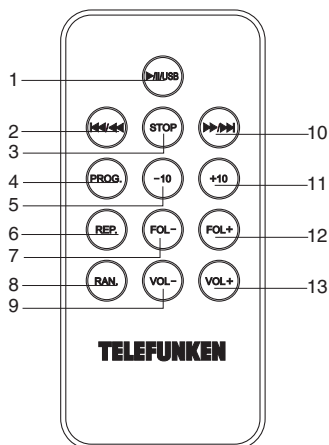 1 ▶/II/USB
2 ⏮/◀◀ STOP ▶▶/⏭ 10
3
4 PROG. −10 +10 11
5
6 REP. FOL− FOL+ 12
7
8 RAN. VOL− VOL+ 13
9
TELEFUNKEN